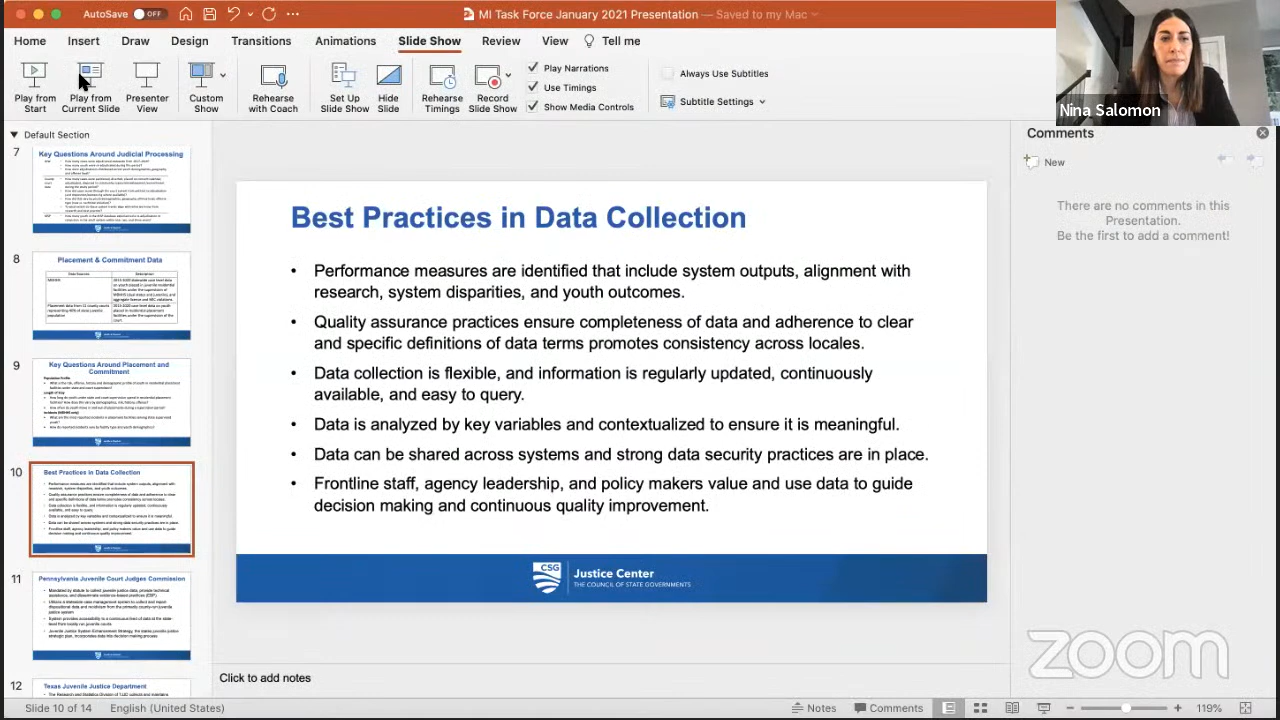 AutoSave OFF
MI Task Force January 2021 Presentation — Saved to my Mac
Home Insert Draw Design Transitions Animations Slide Show Review View Tell me
Play from Start
Play from Current Slide
Presenter View
Custom Show
Rehearse with Coach
Set Up Slide Show
Hide Slide
Rehearse Timings
Record Slide Show
Play Narrations
Use Timings
Show Media Controls
Always Use Subtitles
Subtitle Settings
Nina Salomon
Default Section
7
Key Questions Around Judicial Processing
8
Placement & Commitment Data
9
Key Questions Around Placement and
Commitment
10
Best Practices in Data Collection
11
Pennsylvania Juvenile Court Judges Commission
12
Texas Juvenile Justice Department
Best Practices in Data Collection
• Performance measures are identified that include system outputs, alignment with
research, system disparities, and youth outcomes.
• Quality assurance practices ensure completeness of data and adherence to clear
and specific definitions of data terms promotes consistency across locales.
• Data collection is flexible, and information is regularly updated, continuously
available, and easy to query.
• Data is analyzed by key variables and contextualized to ensure it is meaningful.
• Data can be shared across systems and strong data security practices are in place.
• Frontline staff, agency leadership, and policy makers value and use data to guide
decision making and continuous quality improvement.
CSG
Justice Center
THE COUNCIL OF STATE GOVERNMENTS
Comments
New
There are no comments in this
Presentation.
Be the first to add a comment!
zoom
Click to add notes
Slide 10 of 14 English (United States) Notes Comments 119%